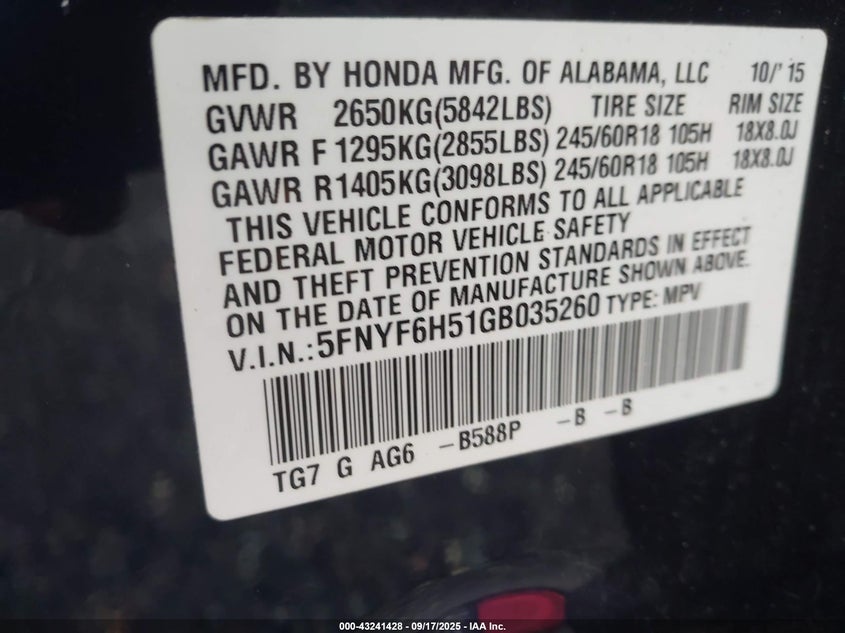 MFD. BY HONDA MFG. OF ALABAMA, LLC 10/'15
GVWR 2650KG(5842LBS) TIRE SIZE RIM SIZE
GAWR F 1295KG(2855LBS) 245/60R18 105H 18X8.0J
GAWR R 1405KG(3098LBS) 245/60R18 105H 18X8.0J
THIS VEHICLE CONFORMS TO ALL APPLICABLE
FEDERAL MOTOR VEHICLE SAFETY
AND THEFT PREVENTION STANDARDS IN EFFECT
ON THE DATE OF MANUFACTURE SHOWN ABOVE.
V.I.N.:5FNYF6H51GB035260 TYPE: MPV
TG7 G AG6 -B588P -B -B
000-43241428 - 09/17/2025 - IAA Inc.